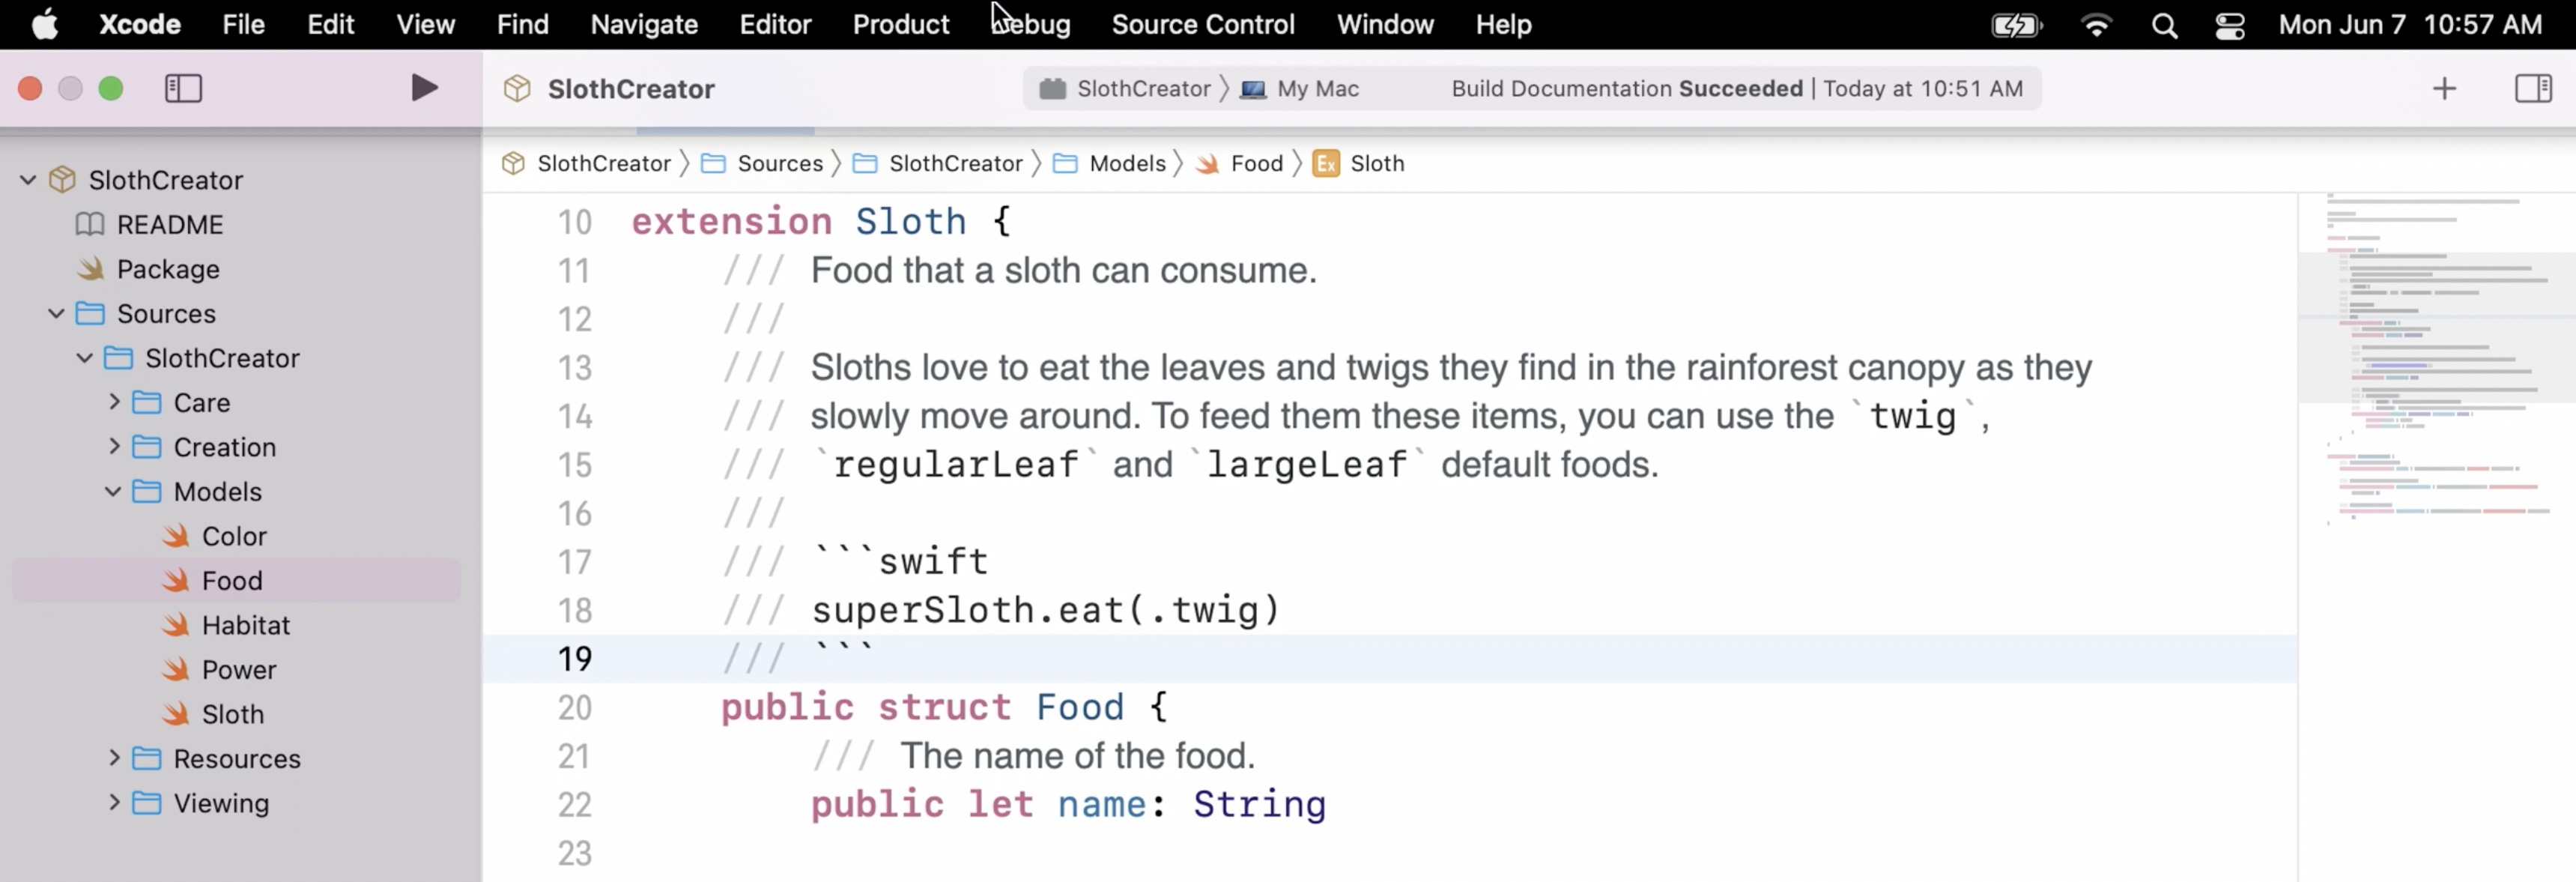 Xcode File Edit View Find Navigate Editor Product Debug Source Control Window Help Mon Jun 7 10:57 AM
SlothCreator SlothCreator 〉 My Mac Build Documentation Succeeded | Today at 10:51 AM
SlothCreator 〉 Sources 〉 SlothCreator 〉 Models 〉 Food 〉 Ex Sloth
SlothCreator
README
Package
Sources
SlothCreator
Care
Creation
Models
Color
Food
Habitat
Power
Sloth
Resources
Viewing
10 extension Sloth {
11 /// Food that a sloth can consume.
12 ///
13 /// Sloths love to eat the leaves and twigs they find in the rainforest canopy as they
14 /// slowly move around. To feed them these items, you can use the `twig`,
15 /// `regularLeaf` and `largeLeaf` default foods.
16 ///
17 /// ```swift
18 /// superSloth.eat(.twig)
19 /// ```
20 public struct Food {
21 /// The name of the food.
22 public let name: String
23